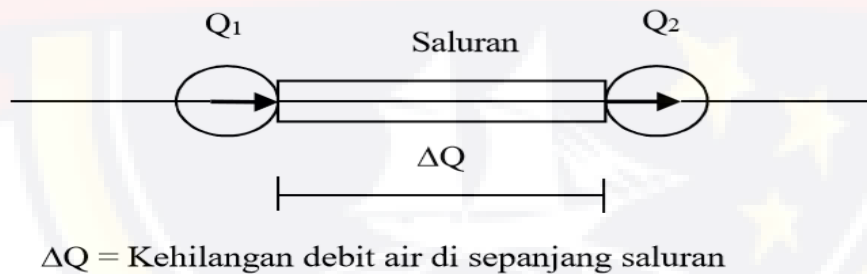 Q₁ Q₂
Saluran
ΔQ
ΔQ = Kehilangan debit air di sepanjang saluran